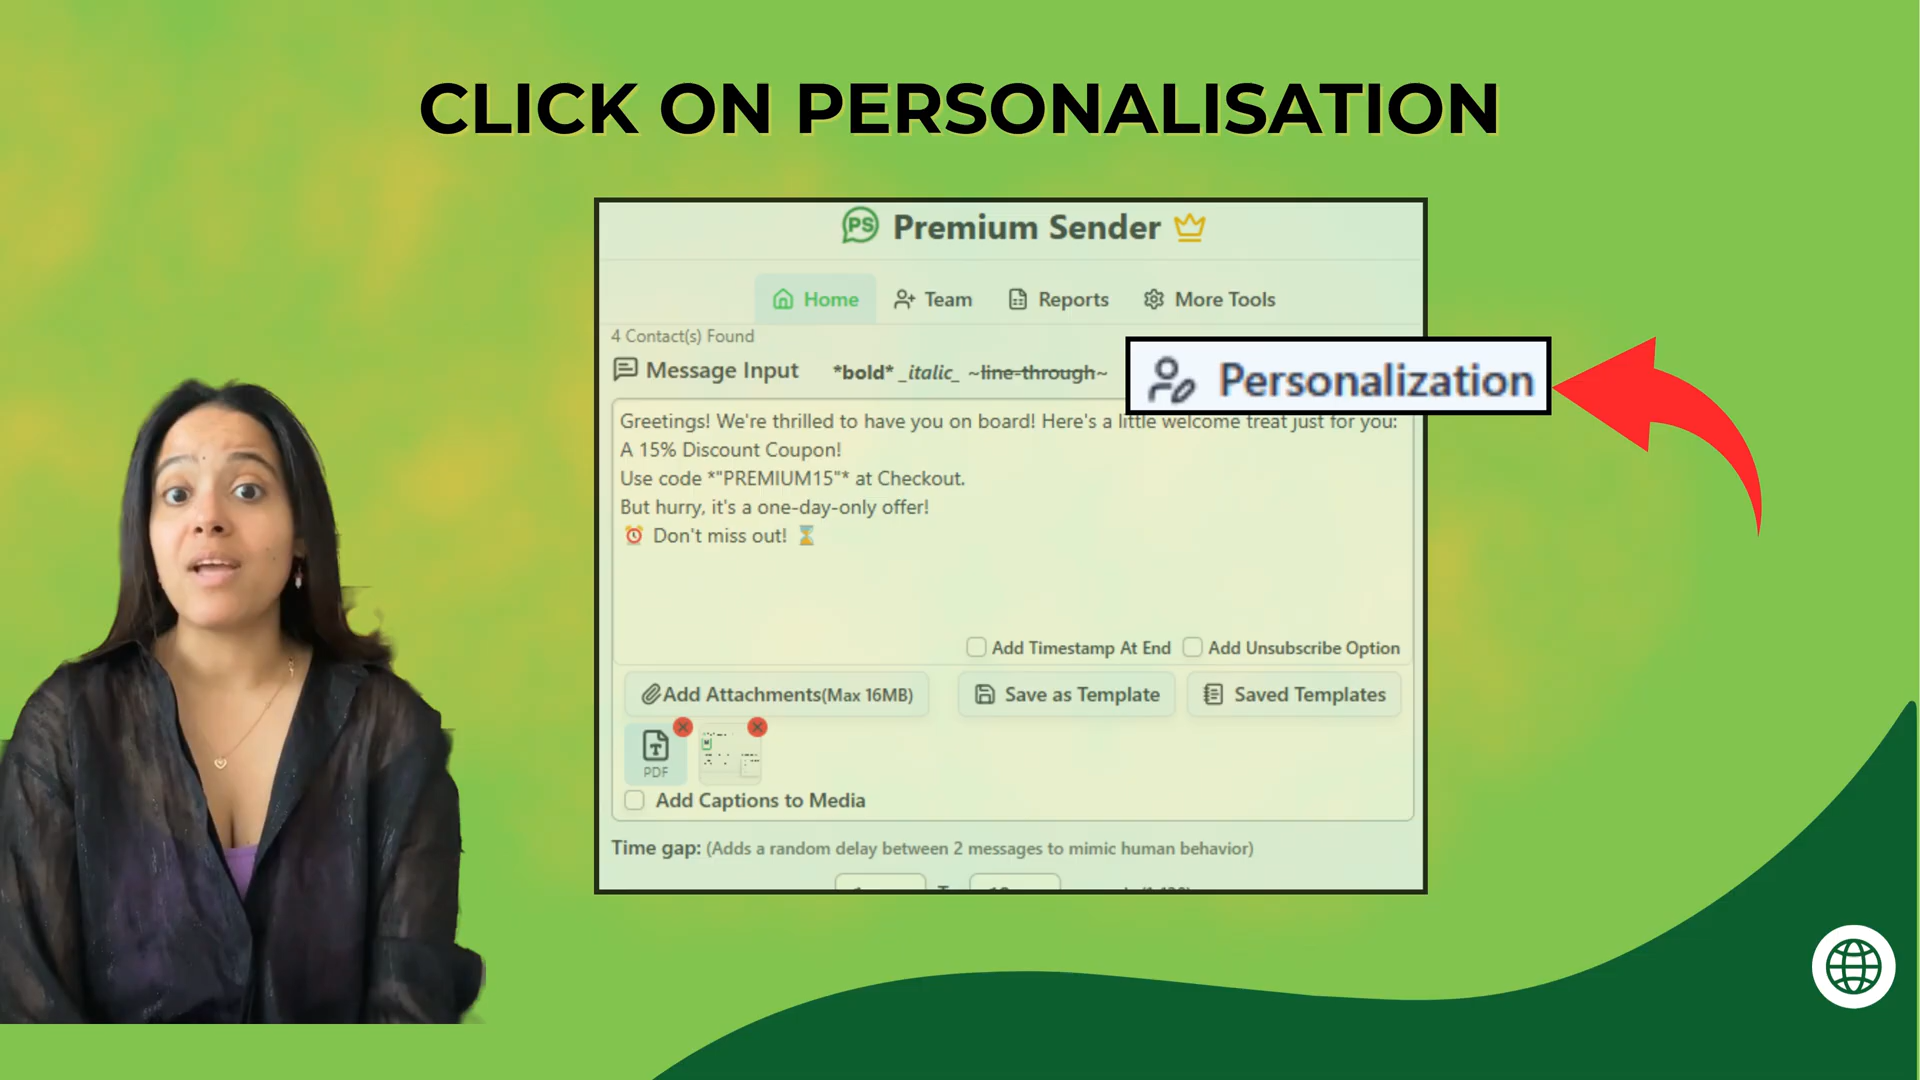 CLICK ON PERSONALISATION
PS Premium Sender
Home Team Reports More Tools
4 Contact(s) Found
Message Input *bold* _italic_ ~line-through~ Personalization
Greetings! We're thrilled to have you on board! Here's a little welcome treat just for you:
A 15% Discount Coupon!
Use code *"PREMIUM15"* at Checkout.
But hurry, it's a one-day-only offer!
⏰ Don't miss out! ⌛
Add Timestamp At End Add Unsubscribe Option
Add Attachments(Max 16MB) Save as Template Saved Templates
PDF
Add Captions to Media
Time gap: (Adds a random delay between 2 messages to mimic human behavior)